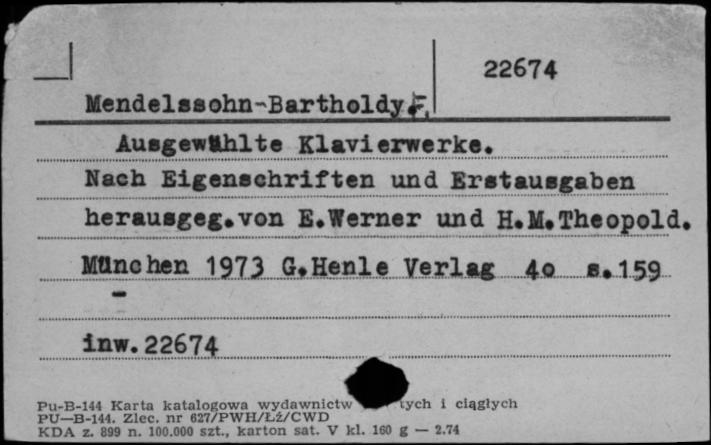 22674
Mendelssohn-Bartholdy F.
Ausgewählte Klavierwerke.
Nach Eigenschriften und Erstausgaben
herausgeg.von E.Werner und H.M.Theopold.
München 1973 G.Henle Verlag 4o s.159
-
inw.22674
Pu-B-144 Karta katalogowa wydawnictw tych i ciągłych
PU—B-144. Zlec. nr 627/PWH/Łź/CWD
KDA z. 899 n. 100.000 szt., karton sat. V kl. 160 g — 2.74